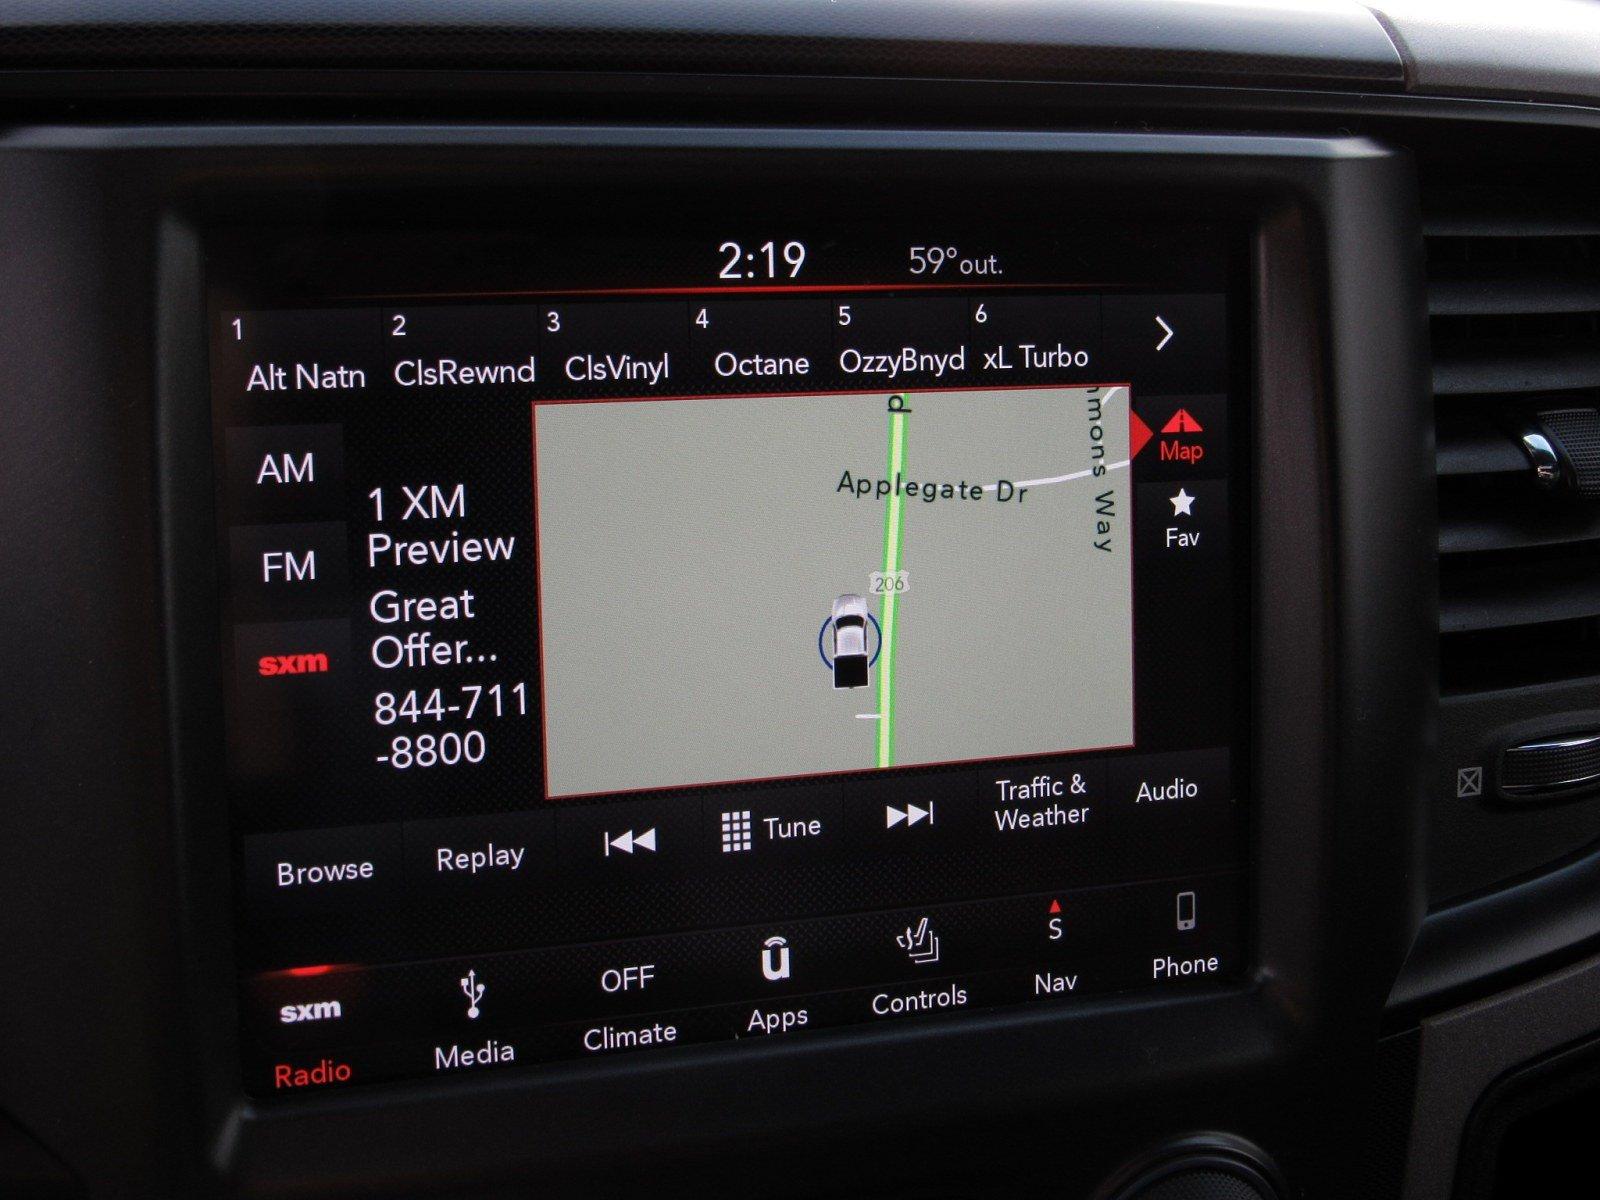 2:19 59°out.
1 2 3 4 5 6
Alt Natn ClsRewnd ClsVinyl Octane OzzyBnyd xL Turbo
AM
FM
sxm
1 XM
Preview
Great
Offer...
844-711
-8800
d
Applegate Dr
mons Way
206
Map
Fav
Browse Replay Tune
Traffic &
Weather
Audio
sxm OFF ū S
Radio Media Climate Apps Controls Nav Phone